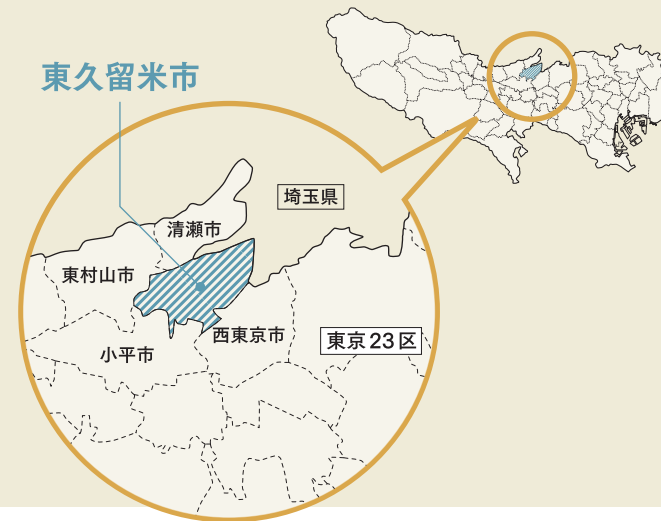 東久留米市
埼玉県
清瀬市
東村山市
西東京市
東京23区
小平市